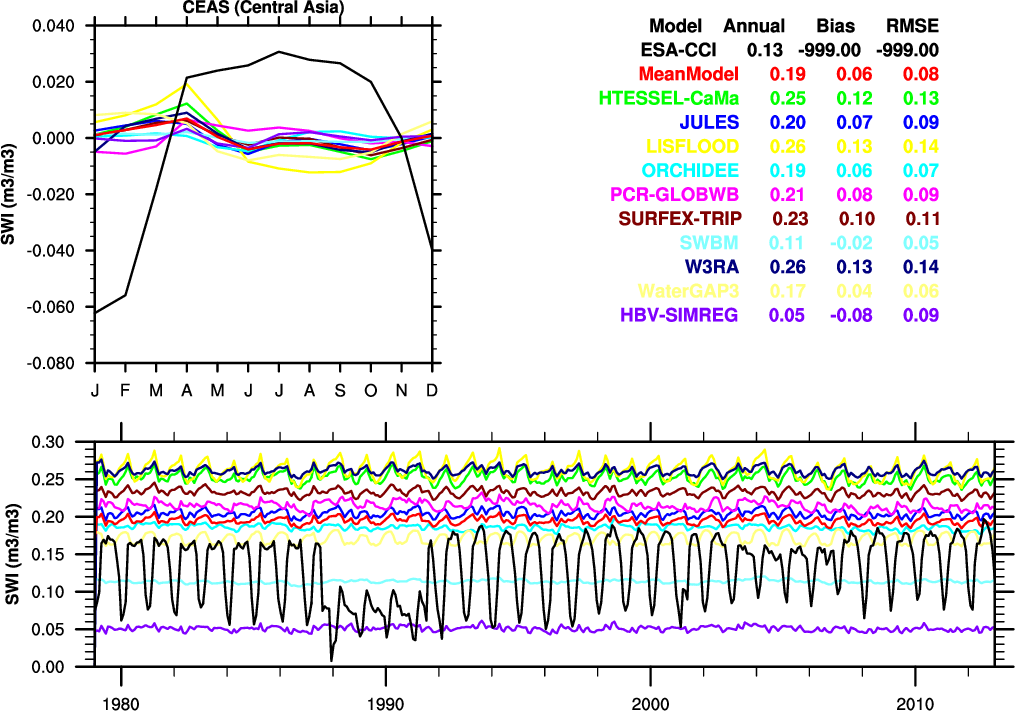 CEAS (Central Asia)
0.040
0.020
0.000
-0.020
-0.040
-0.060
-0.080
SWI (m3/m3)
J F M A M J J A S O N D
Model Annual Bias RMSE
ESA-CCI 0.13 -999.00 -999.00
MeanModel 0.19 0.06 0.08
HTESSEL-CaMa 0.25 0.12 0.13
JULES 0.20 0.07 0.09
LISFLOOD 0.26 0.13 0.14
ORCHIDEE 0.19 0.06 0.07
PCR-GLOBWB 0.21 0.08 0.09
SURFEX-TRIP 0.23 0.10 0.11
SWBM 0.11 -0.02 0.05
W3RA 0.26 0.13 0.14
WaterGAP3 0.17 0.04 0.06
HBV-SIMREG 0.05 -0.08 0.09
0.30
0.25
0.20
0.15
0.10
0.05
0.00
SWI (m3/m3)
1980 1990 2000 2010